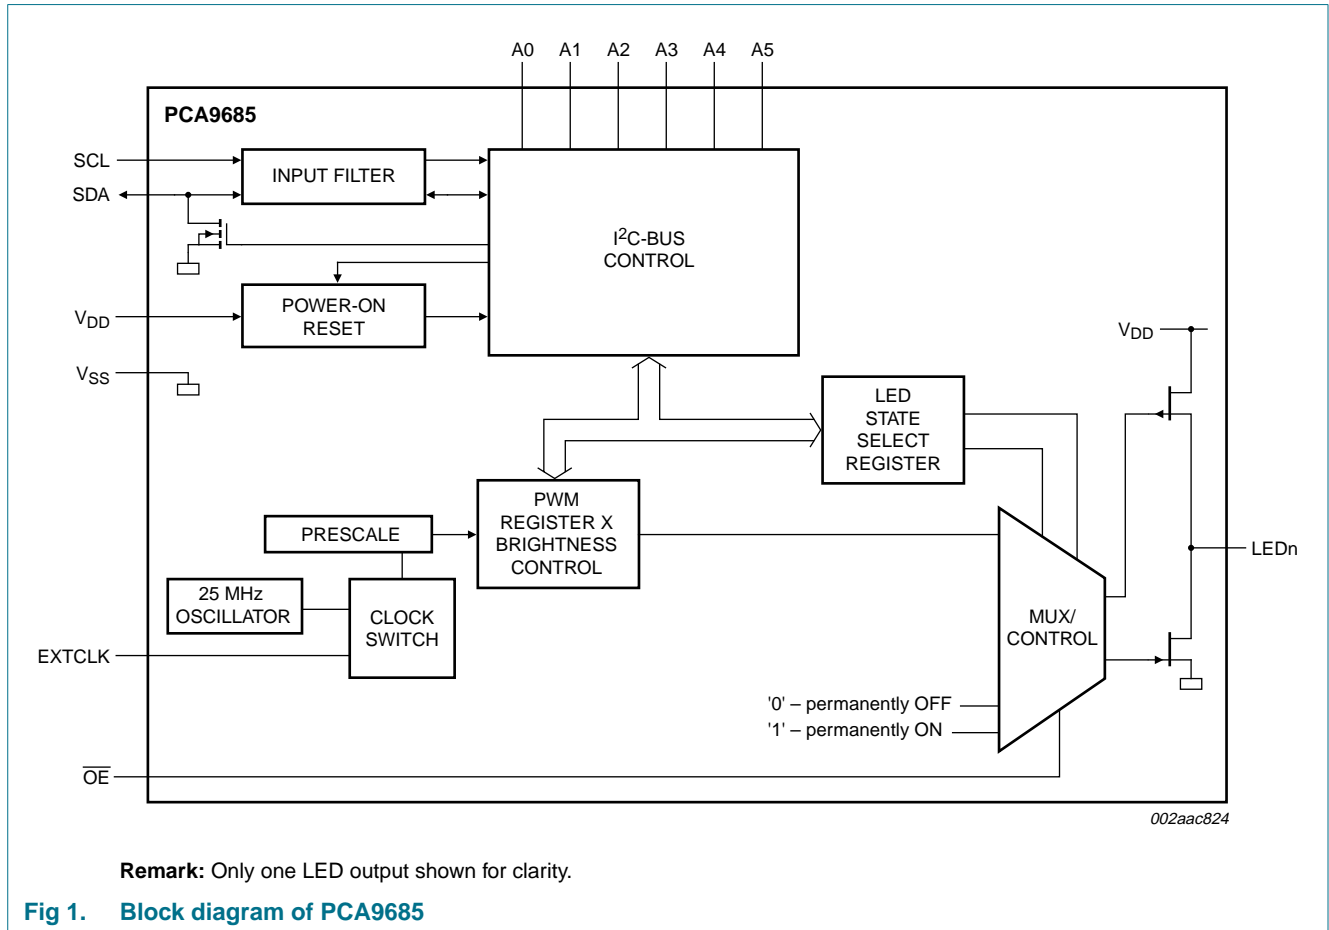 A0 A1 A2 A3 A4 A5
PCA9685
SCL
SDA
INPUT FILTER
I2C-BUS
CONTROL
POWER-ON
RESET
VDD
VSS
VDD
LED
STATE
SELECT
REGISTER
PWM
REGISTER X
BRIGHTNESS
CONTROL
PRESCALE
25 MHz
OSCILLATOR
CLOCK
SWITCH
EXTCLK
MUX/
CONTROL
LEDn
'0' – permanently OFF
'1' – permanently ON
OE
002aac824
Remark: Only one LED output shown for clarity.
Fig 1. Block diagram of PCA9685